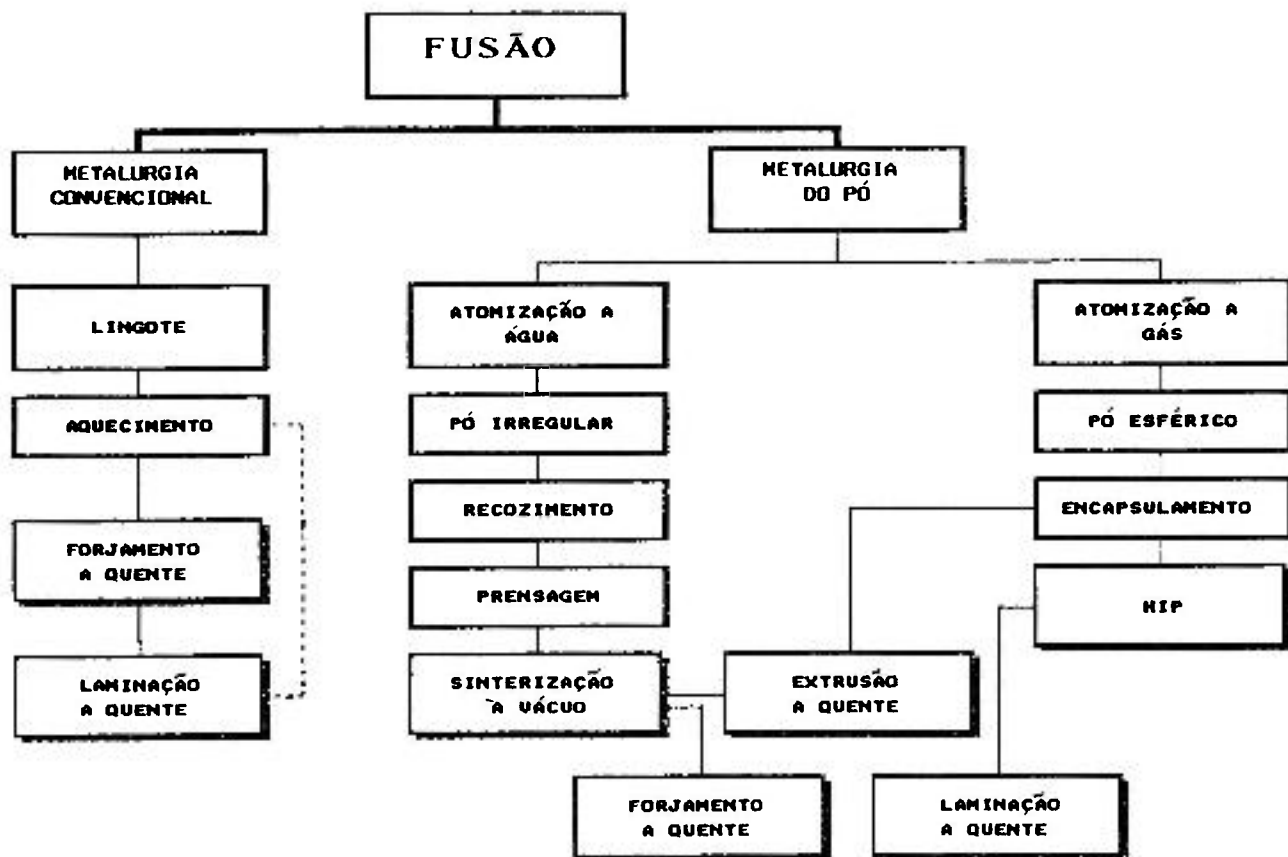 FUSÃO
METALURGIA
CONVENCIONAL
METALURGIA
DO PÓ
LINGOTE
ATOMIZAÇÃO A
ÁGUA
ATOMIZAÇÃO A
GÁS
AQUECIMENTO
PÓ IRREGULAR
PÓ ESFÉRICO
RECOZIMENTO
ENCAPSULAMENTO
FORJAMENTO
A QUENTE
PRENSAGEM
HIP
LAMINAÇÃO
A QUENTE
SINTERIZAÇÃO
A VÁCUO
EXTRUSÃO
A QUENTE
FORJAMENTO
A QUENTE
LAMINAÇÃO
A QUENTE